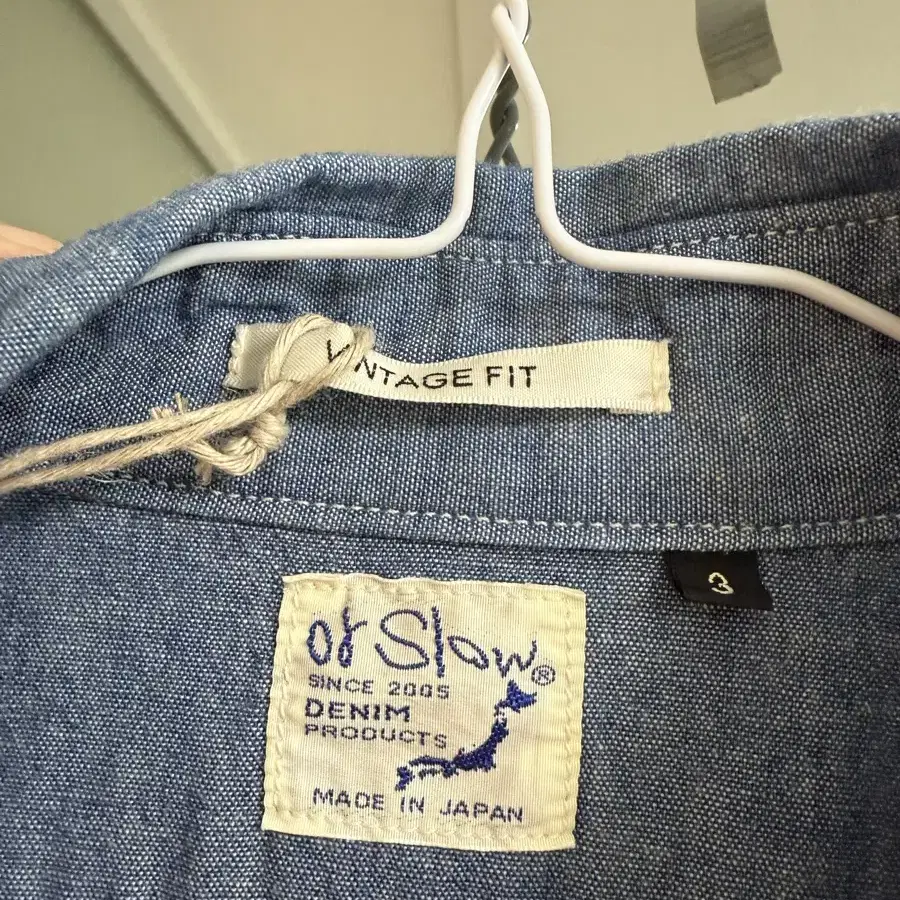 VINTAGE FIT
3
or Slow®
SINCE 2005
DENIM
PRODUCTS
MADE IN JAPAN